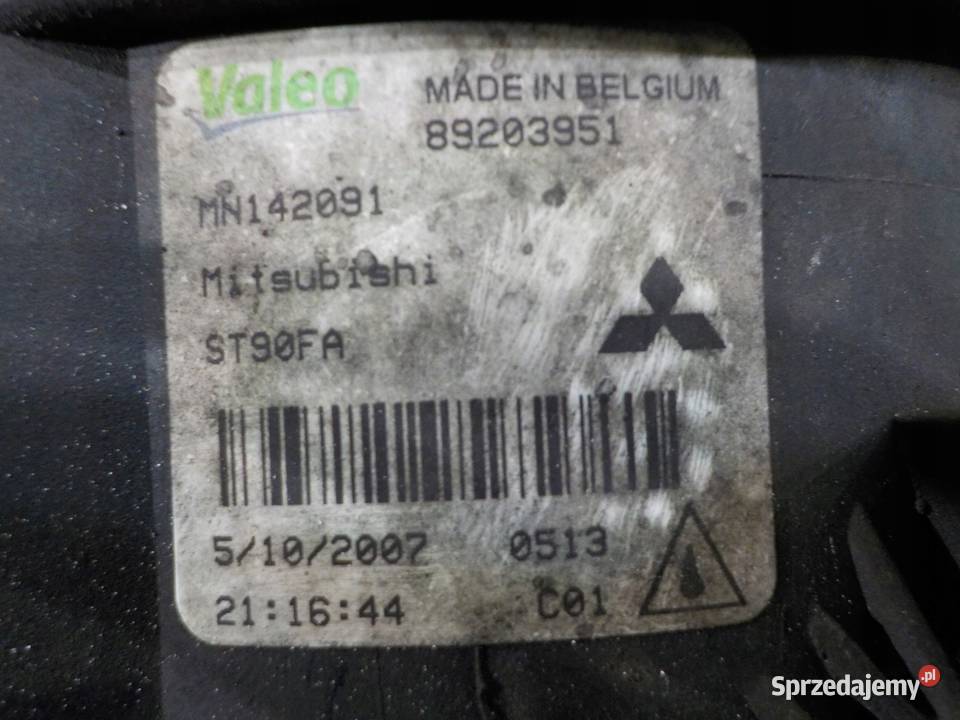 Valeo
MADE IN BELGIUM
89203951
MN142091
Mitsubishi
ST90FA
5/10/2007 0513
21:16:44 C01
Sprzedajemy.pl